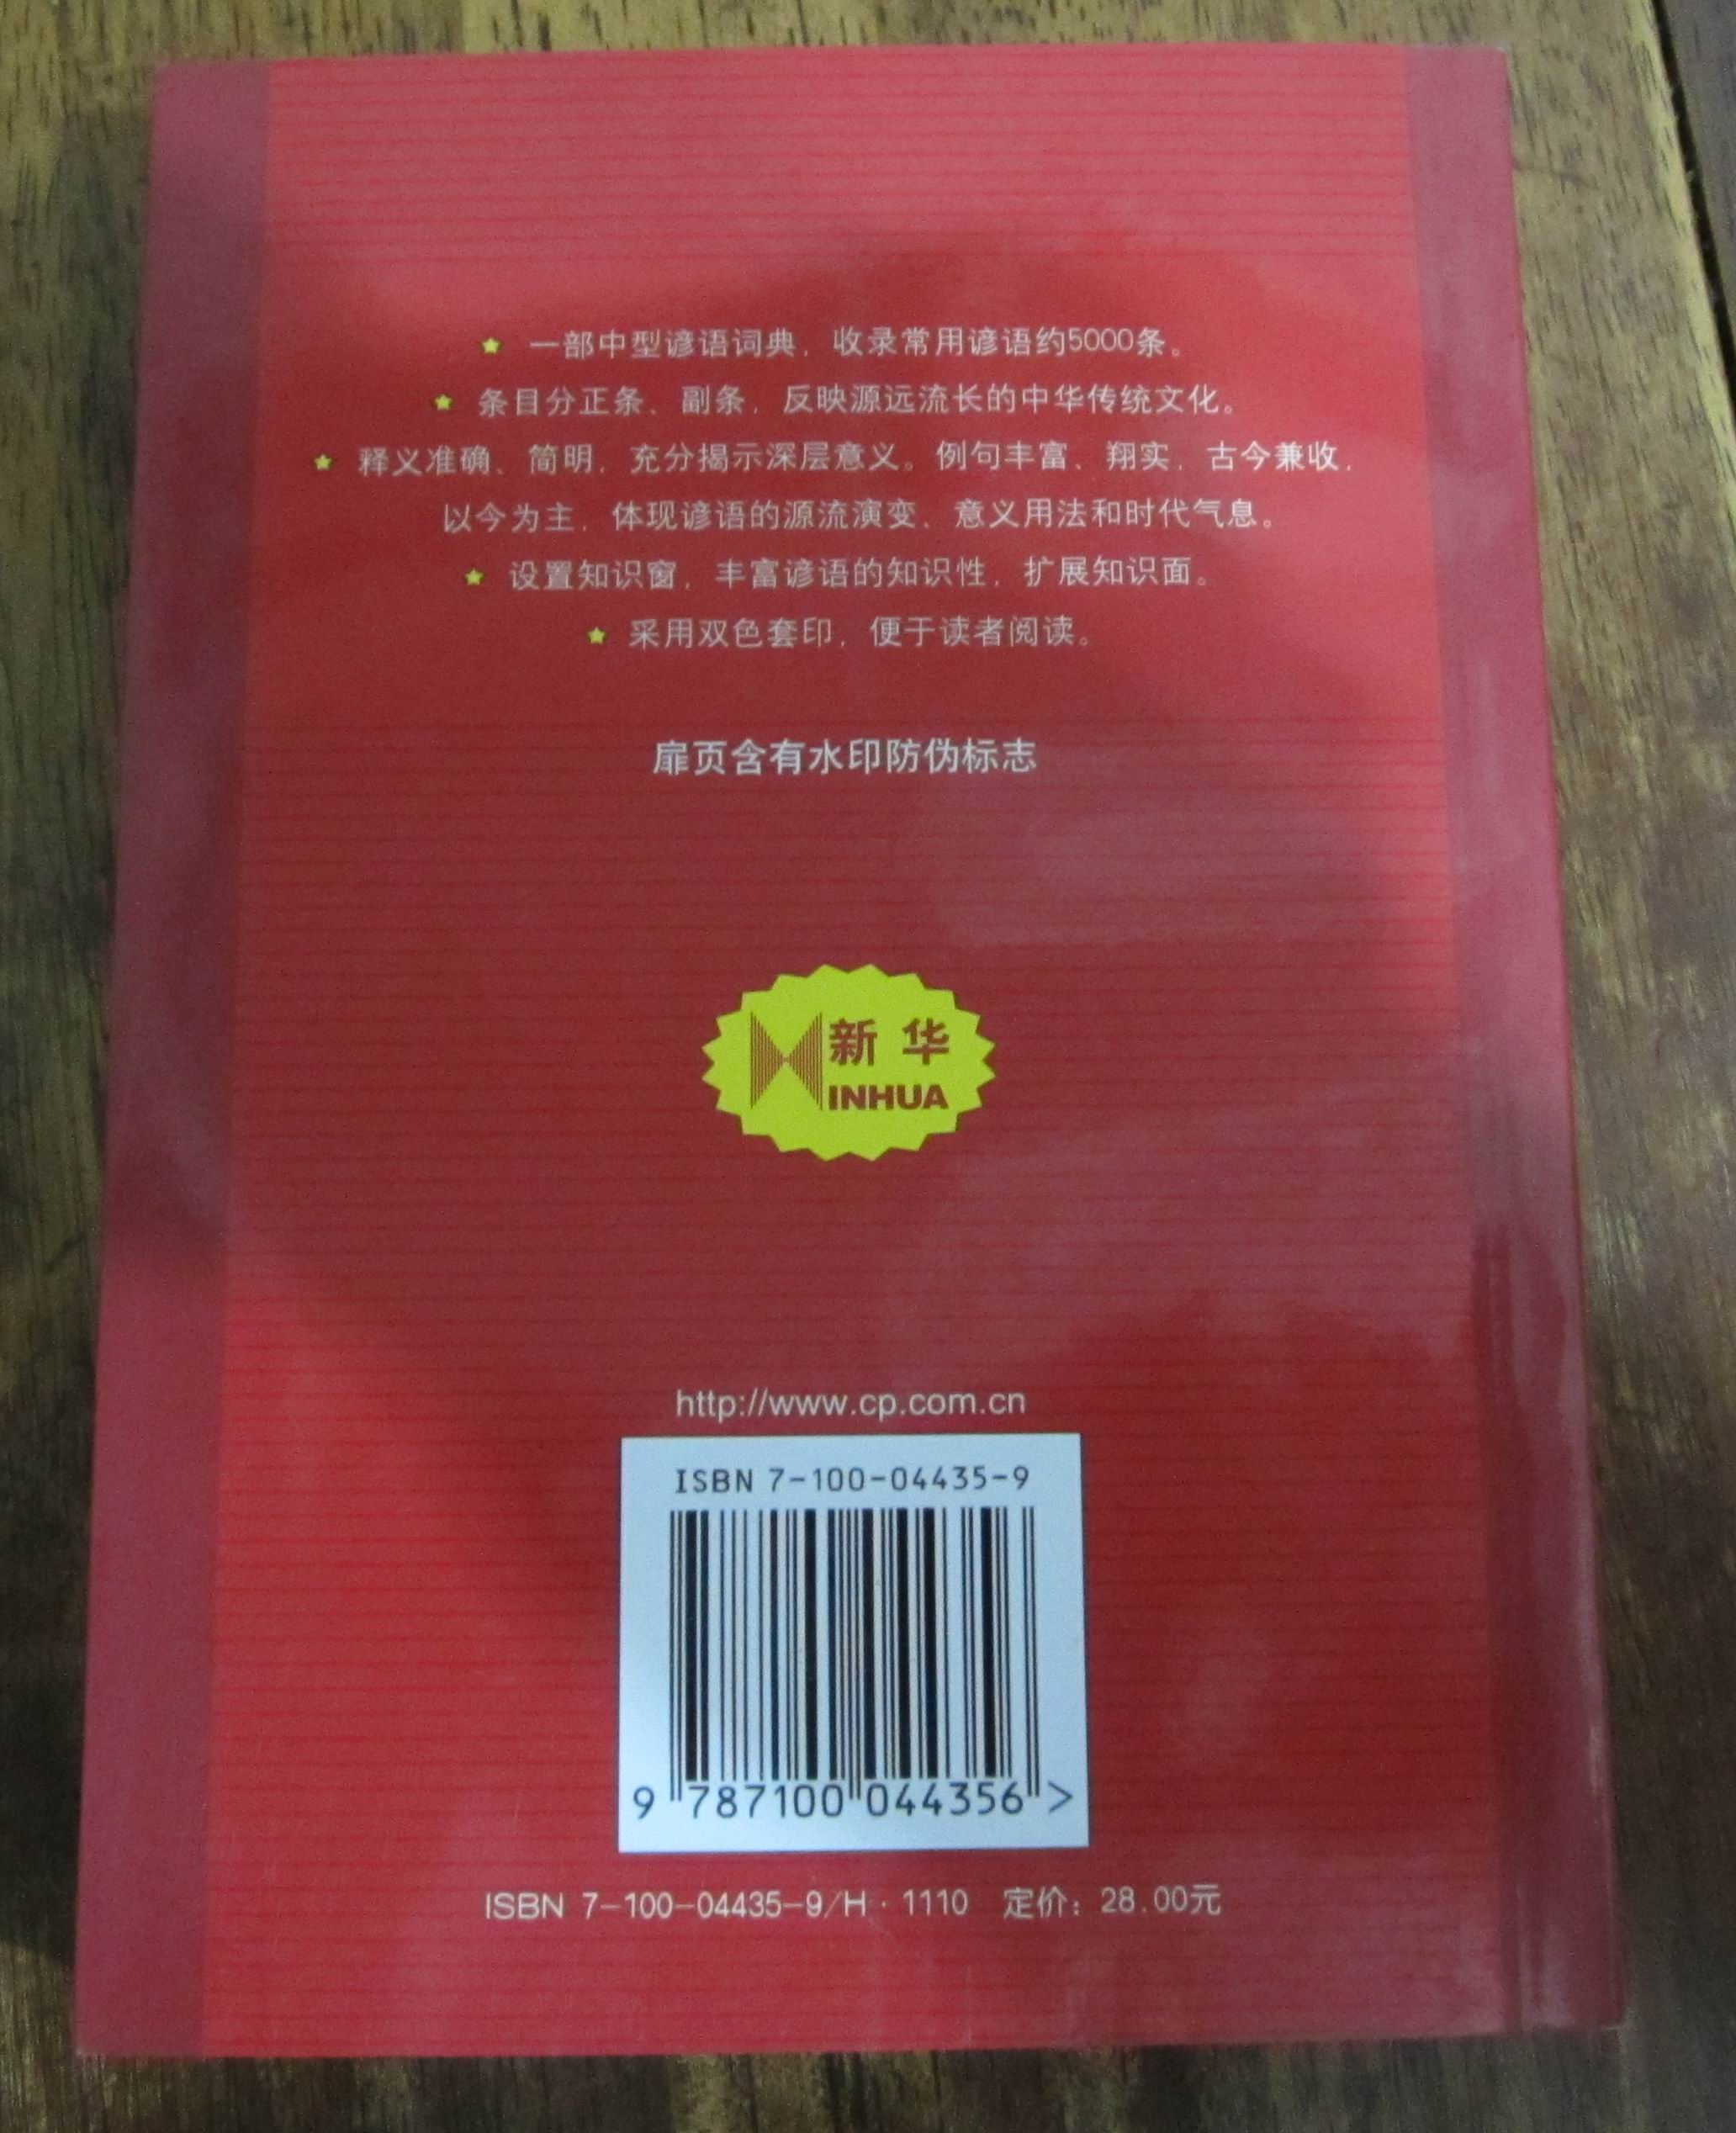 ★ 一部中型谚语词典，收录常用谚语约5000条。
★ 条目分正条、副条，反映源远流长的中华传统文化。
★ 释义准确、简明，充分揭示深层意义。例句丰富、翔实，古今兼收，
以今为主，体现谚语的源流演变、意义用法和时代气息。
★ 设置知识窗，丰富谚语的知识性，扩展知识面。
★ 采用双色套印，便于读者阅读。
扉页含有水印防伪标志
新华
XINHUA
http://www.cp.com.cn
ISBN 7-100-04435-9
9 787100 044356 >
ISBN 7-100-04435-9/H·1110 定价：28.00元